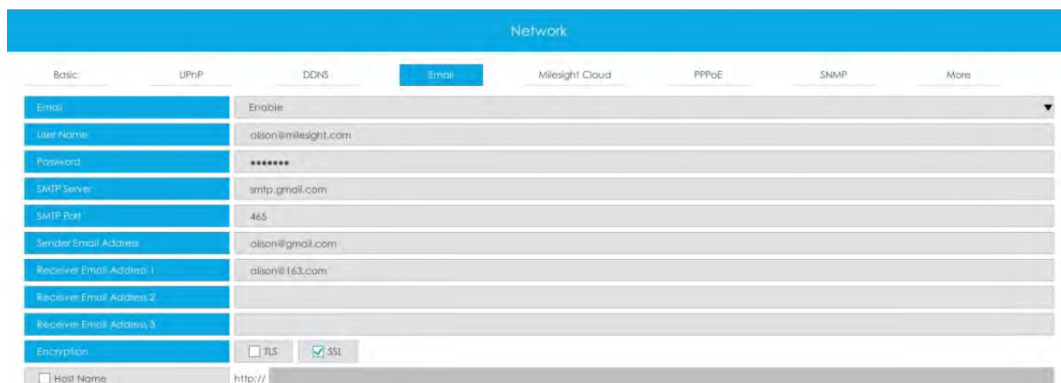 Network
Basic UPnP DDNS Email Milesight Cloud PPPoE SNMP More
Email Enable
User Name alison@milesight.com
Password •••••••
SMTP Server smtp.gmail.com
SMTP Port 465
Sender Email Address alison@gmail.com
Receiver Email Address 1 alison@163.com
Receiver Email Address 2
Receiver Email Address 3
Encryption TLS SSL
Host Name http://